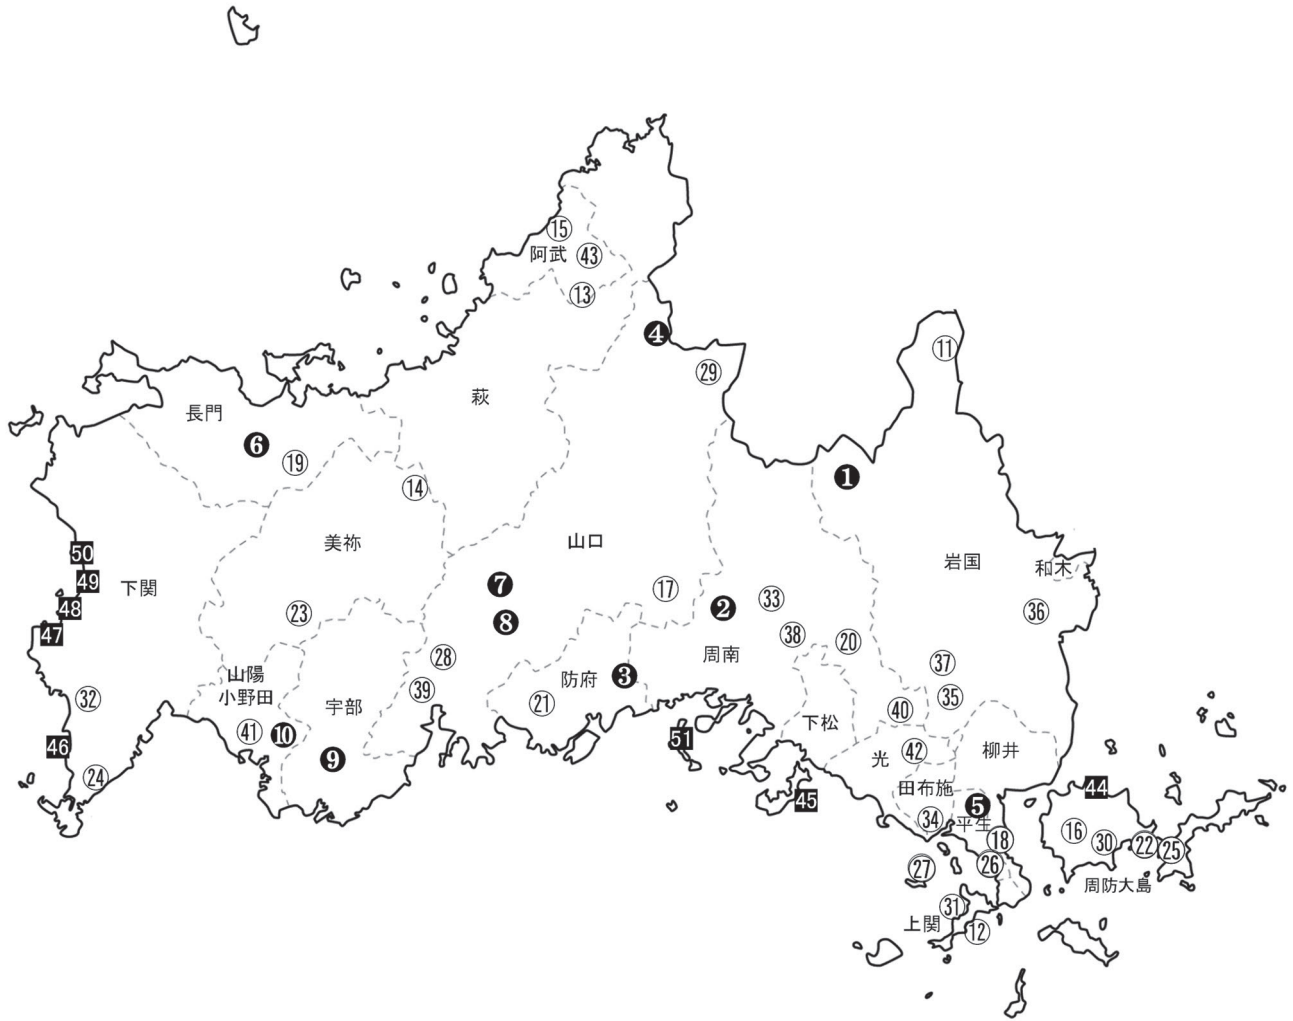 ⑮
阿武
㊸
⑬
❹
⑪
㉙
萩
長門
❻
⑲
❶
⑭
美祢
山口
50
49
下関
48
47
岩国
和木
❼
⑰
❷
㉝
㊱
㉓
❽
㊳
⑳
㉘
周南
㊲
山陽
小野田
防府
❸
㉟
㊴
㉜
宇部
㉑
㊵
下松
㊶
❿
51
46
光
㊷
柳井
❾
㉔
田布施
44
45
❺
㉞
平生
⑯
⑱
㉚
㉒
㉕
㉖
㉗
周防大島
㉛
上関
⑫